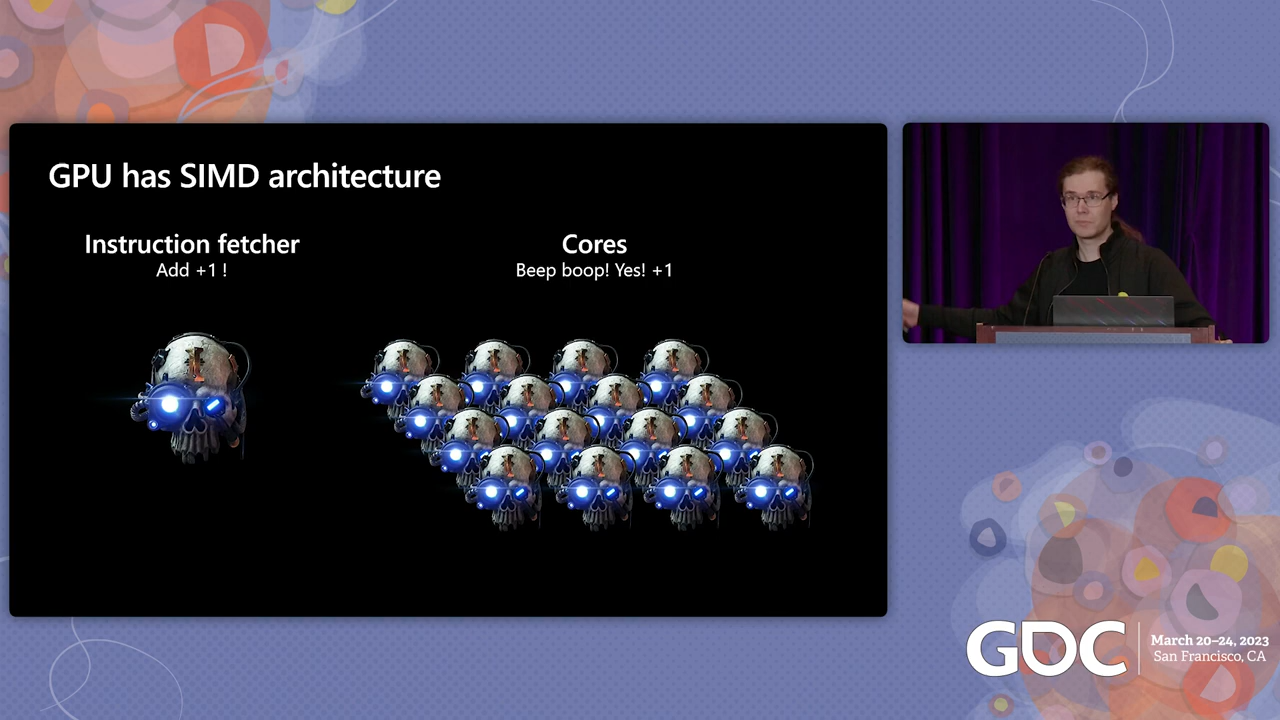 GPU has SIMD architecture
Instruction fetcher
Add +1 !
Cores
Beep boop! Yes! +1
GDC
March 20–24, 2023
San Francisco, CA